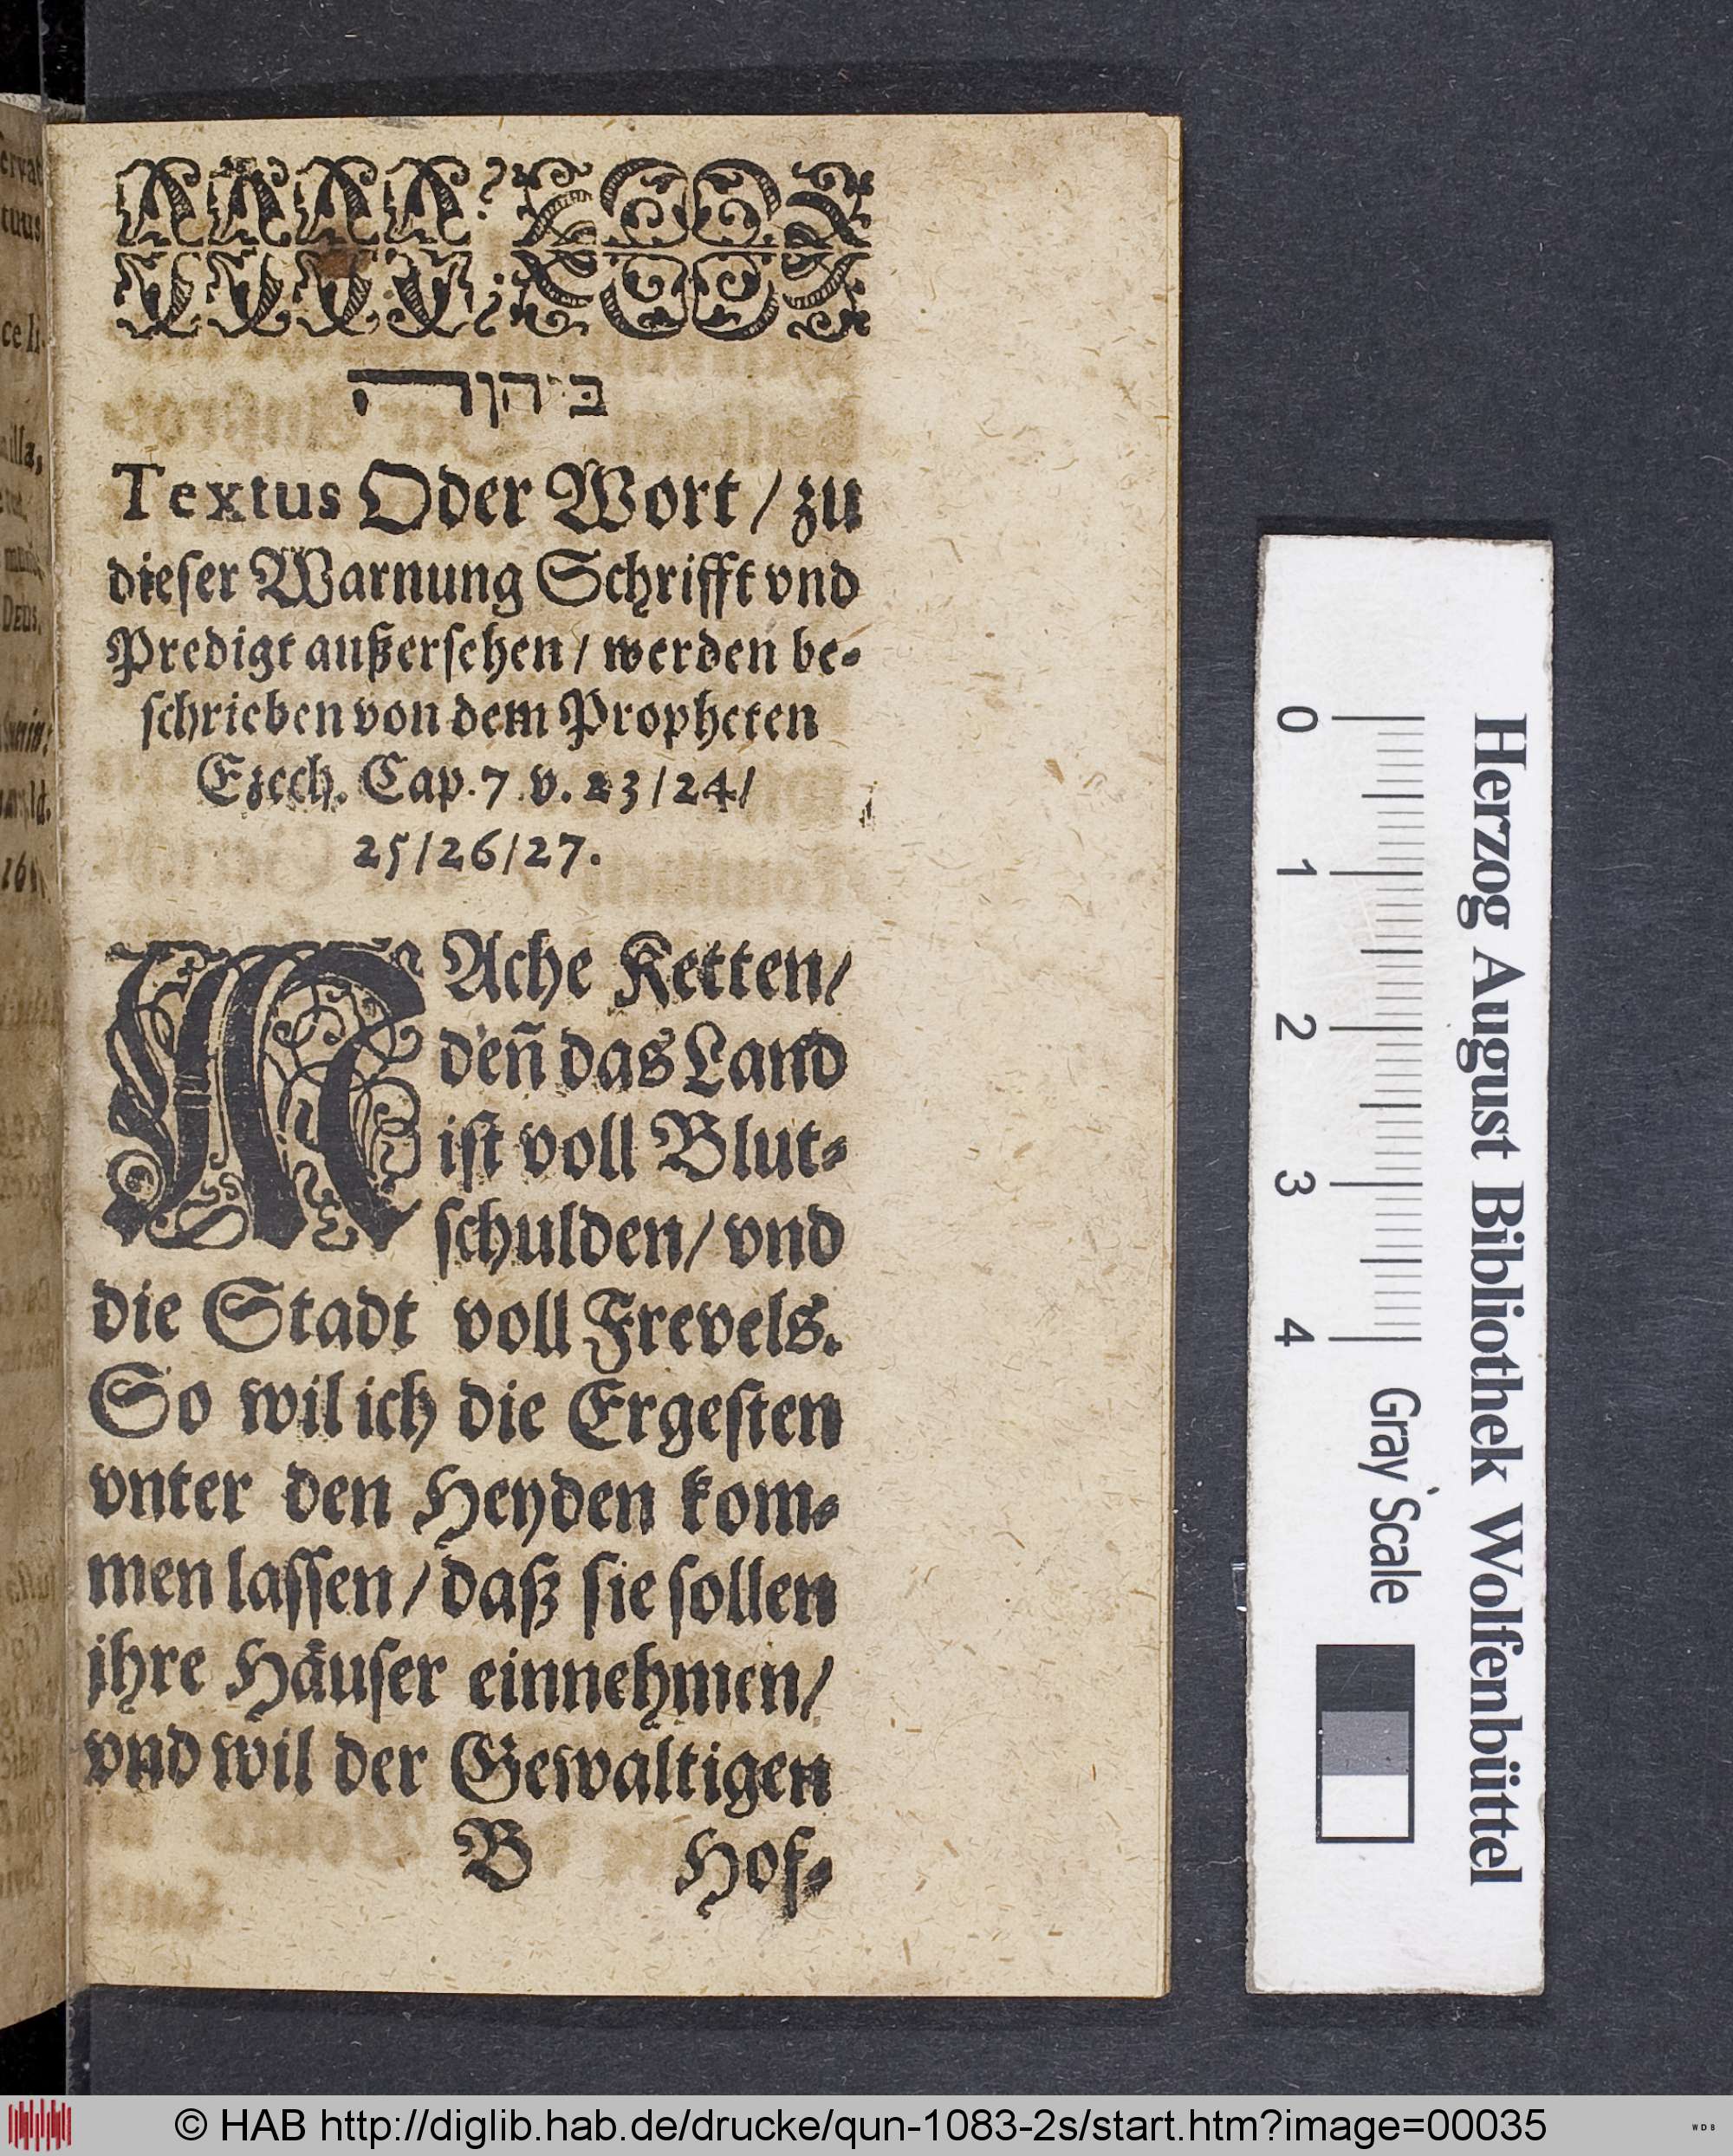 ביהוה
Textus Oder Wort / zu
dieser Warnung Schrifft vnd
Predigt außersehen / werden be-
schrieben von dem Propheten
Ezech. Cap. 7. v. 23 / 24 /
25 / 26 / 27.
MAche Ketten /
deñ das Land
ist voll Blut-
schulden / vnd
die Stadt voll Frevels.
So wil ich die Ergesten
vnter den Heyden kom-
men lassen / daß sie sollen
jhre Haͤuser einnehmen /
vnd wil der Gewaltigen
B Hof-
Herzog August Bibliothek Wolfenbüttel
0 1 2 3 4 Gray Scale
© HAB http://diglib.hab.de/drucke/qun-1083-2s/start.htm?image=00035
WDB